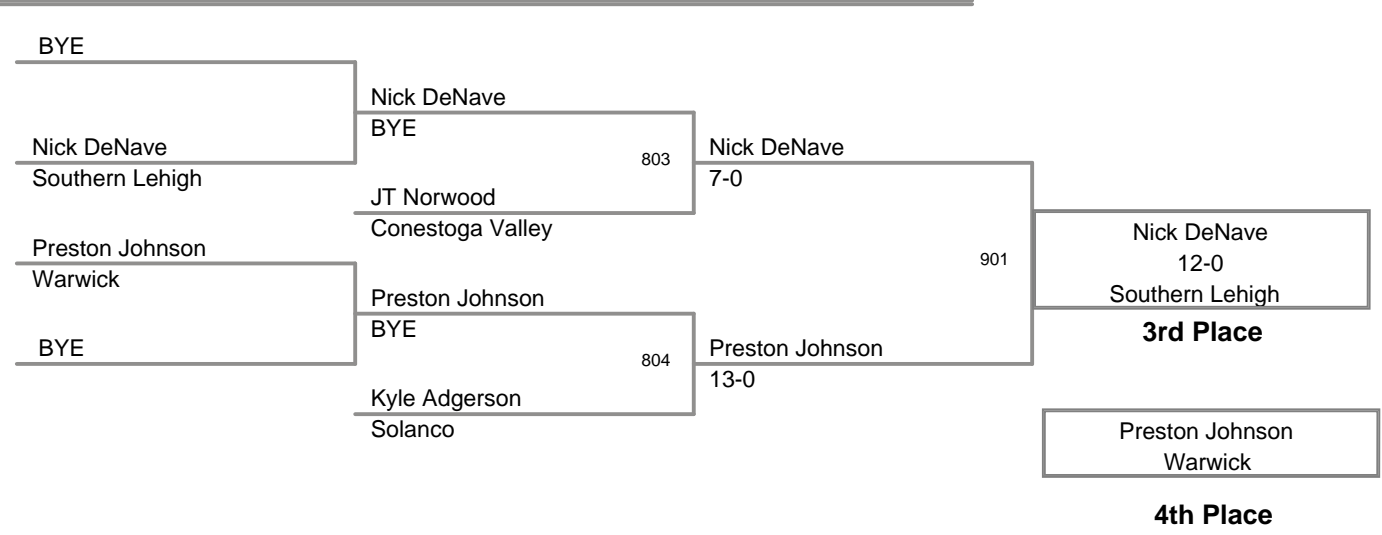 BYE
Nick DeNave
BYE
Nick DeNave
Southern Lehigh
803
Nick DeNave
7-0
JT Norwood
Conestoga Valley
Preston Johnson
Warwick
901
Nick DeNave
12-0
Southern Lehigh
3rd Place
Preston Johnson
BYE
BYE
804
Preston Johnson
13-0
Kyle Adgerson
Solanco
Preston Johnson
Warwick
4th Place